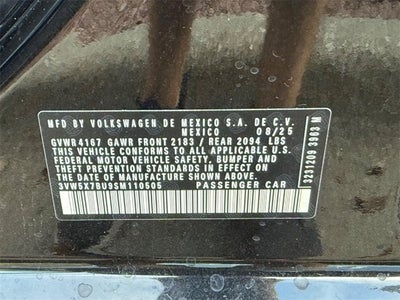 MFD BY VOLKSWAGEN DE MEXICO S.A. DE C.V.
MEXICO 08/25
GVWR4167 GAWR FRONT 2183 / REAR 2094 LBS
THIS VEHICLE CONFORMS TO ALL APPLICABLE U.S.
FEDERAL MOTOR VEHICLE SAFETY, BUMPER AND
THEFT PREVENTION STANDARDS IN EFFECT
ON THE DATE OF MANUFACTURE SHOWN ABOVE.
3VW5X7BU9SM110505 PASSENGER CAR
3251209 3963 M